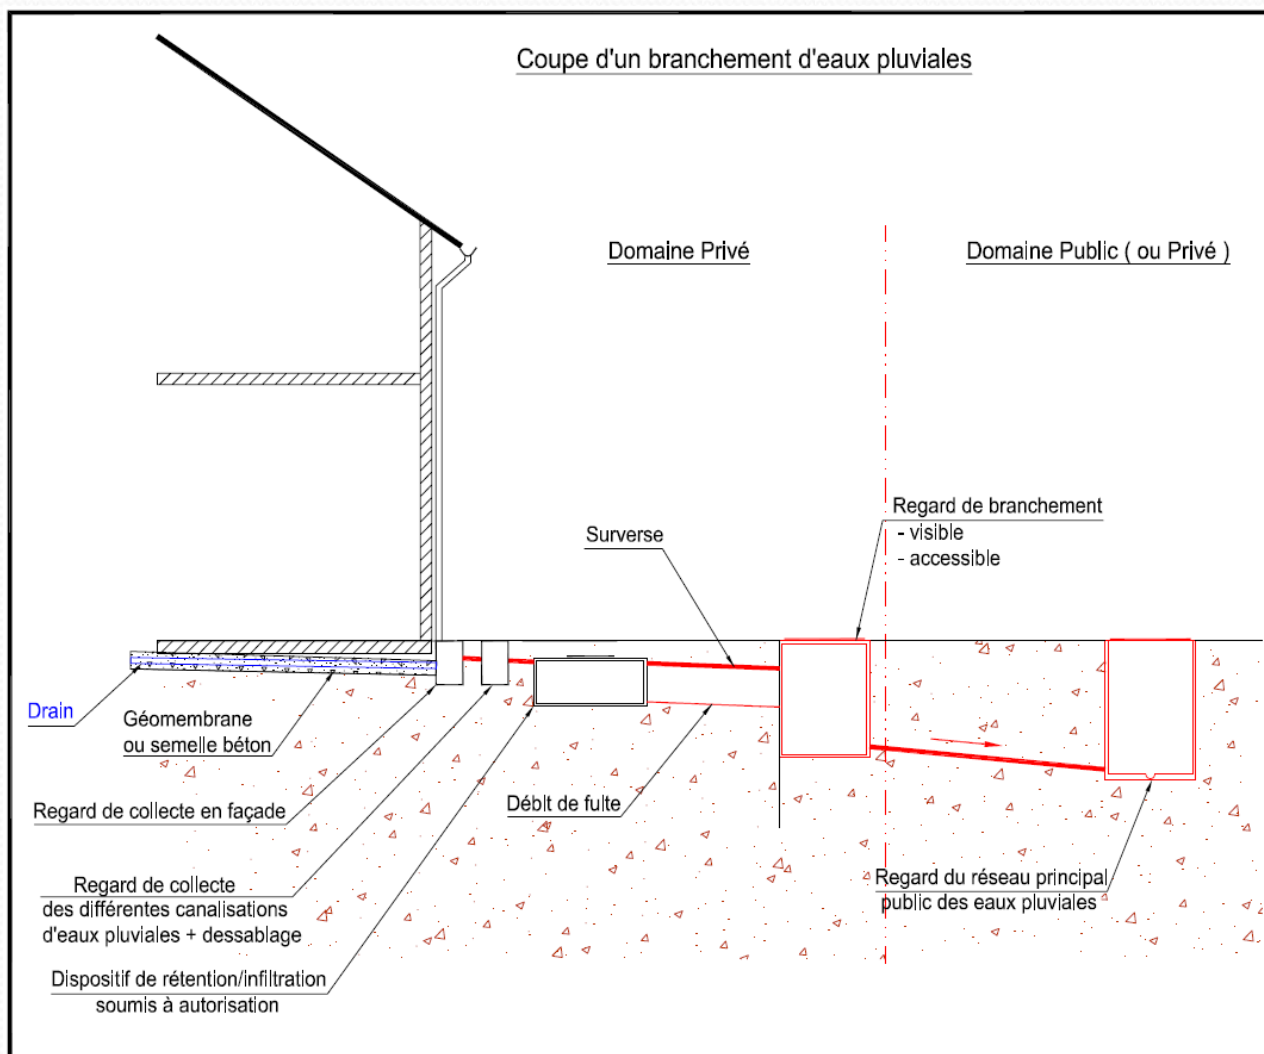 Coupe d'un branchement d'eaux pluviales
Domaine Privé
Domaine Public ( ou Privé )
Regard de branchement
- visible
- accessible
Surverse
Drain
Géomembrane
ou semelle béton
Regard de collecte en façade
Débit de fuite
Regard de collecte
des différentes canalisations
d'eaux pluviales + dessablage
Regard du réseau principal
public des eaux pluviales
Dispositif de rétention/infiltration
soumis à autorisation